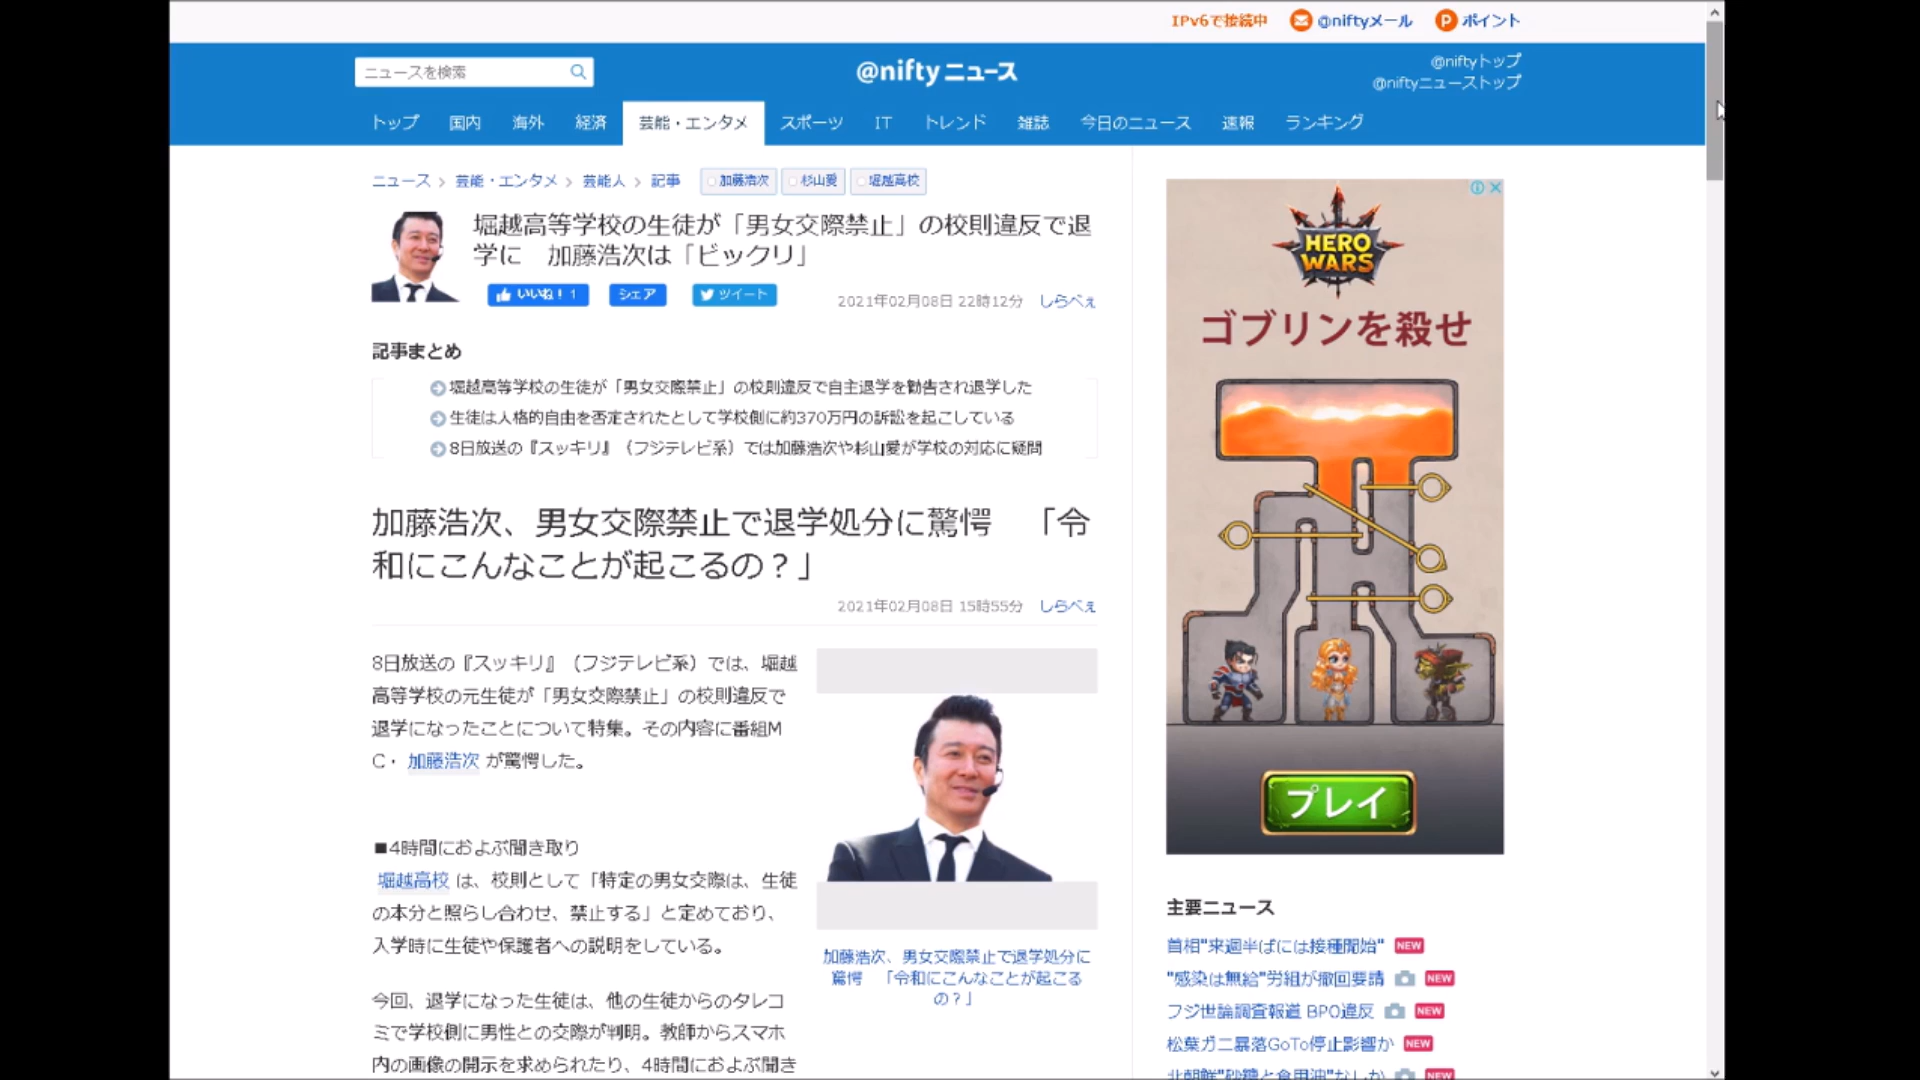 IPv6で接続中 @niftyメール ポイント
ニュースを検索
@nifty ニュース
@niftyトップ
@niftyニューストップ
トップ 国内 海外 経済 芸能・エンタメ スポーツ IT トレンド 雑誌 今日のニュース 速報 ランキング
ニュース > 芸能・エンタメ > 芸能人 > 記事 加藤浩次 杉山愛 堀越高校
堀越高等学校の生徒が「男女交際禁止」の校則違反で退
学に 加藤浩次は「ビックリ」
いいね！ 1 シェア ツイート
2021年02月08日 22時12分 しらべぇ
記事まとめ
堀越高等学校の生徒が「男女交際禁止」の校則違反で自主退学を勧告され退学した
生徒は人格的自由を否定されたとして学校側に約370万円の訴訟を起こしている
8日放送の『スッキリ』（フジテレビ系）では加藤浩次や杉山愛が学校の対応に疑問
加藤浩次、男女交際禁止で退学処分に驚愕 「令
和にこんなことが起こるの？」
2021年02月08日 15時55分 しらべぇ
8日放送の『スッキリ』（フジテレビ系）では、堀越
高等学校の元生徒が「男女交際禁止」の校則違反で
退学になったことについて特集。その内容に番組M
C・ 加藤浩次 が驚愕した。
■4時間におよぶ聞き取り
堀越高校 は、校則として「特定の男女交際は、生徒
の本分と照らし合わせ、禁止する」と定めており、
入学時に生徒や保護者への説明をしている。
今回、退学になった生徒は、他の生徒からのタレコ
ミで学校側に男性との交際が判明。教師からスマホ
内の画像の開示を求められたり、4時間におよぶ聞き
加藤浩次、男女交際禁止で退学処分に
驚愕 「令和にこんなことが起こる
の？」
HERO
WARS
ゴブリンを殺せ
プレイ
主要ニュース
首相"来週半ばには接種開始" NEW
"感染は無給"労組が撤回要請 NEW
フジ世論調査報道 BPO違反 NEW
松葉ガニ暴落GoTo停止影響か NEW
北朝鮮"砂糖と食用油"なしか NEW